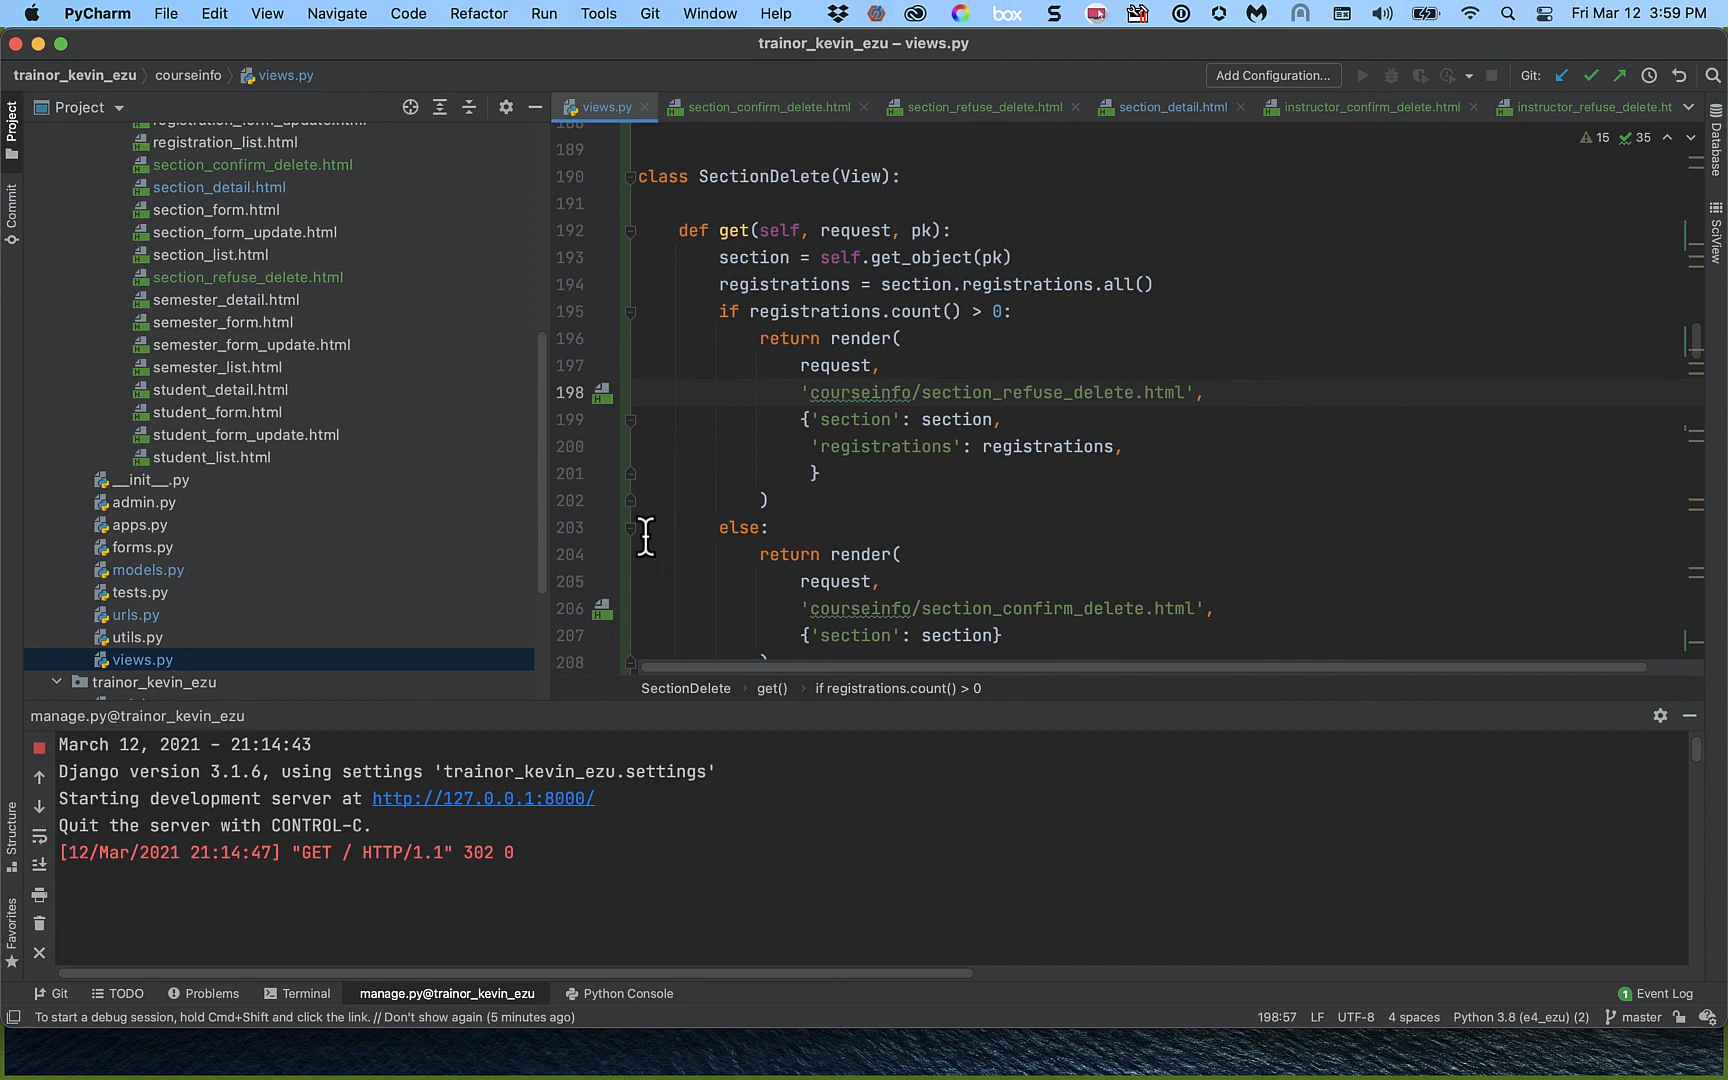 PyCharm File Edit View Navigate Code Refactor Run Tools Git Window Help box Fri Mar 12 3:59 PM
trainor_kevin_ezu – views.py
trainor_kevin_ezu courseinfo views.py Add Configuration... Git:
Project views.py section_confirm_delete.html section_refuse_delete.html section_detail.html instructor_confirm_delete.html instructor_refuse_delete.ht
Project
Commit
Structure
Favorites
Database
SciView
15 35
registration_form_update.html
registration_list.html
section_confirm_delete.html
section_detail.html
section_form.html
section_form_update.html
section_list.html
section_refuse_delete.html
semester_detail.html
semester_form.html
semester_form_update.html
semester_list.html
student_detail.html
student_form.html
student_form_update.html
student_list.html
__init__.py
admin.py
apps.py
forms.py
models.py
tests.py
urls.py
utils.py
views.py
trainor_kevin_ezu
188
189
190 class SectionDelete(View):
191
192 def get(self, request, pk):
193 section = self.get_object(pk)
194 registrations = section.registrations.all()
195 if registrations.count() > 0:
196 return render(
197 request,
198 'courseinfo/section_refuse_delete.html',
199 {'section': section,
200 'registrations': registrations,
201 }
202 )
203 else:
204 return render(
205 request,
206 'courseinfo/section_confirm_delete.html',
207 {'section': section}
208 )
SectionDelete get() if registrations.count() > 0
manage.py@trainor_kevin_ezu
March 12, 2021 - 21:14:43
Django version 3.1.6, using settings 'trainor_kevin_ezu.settings'
Starting development server at http://127.0.0.1:8000/
Quit the server with CONTROL-C.
[12/Mar/2021 21:14:47] "GET / HTTP/1.1" 302 0
Git TODO Problems Terminal manage.py@trainor_kevin_ezu Python Console 1 Event Log
To start a debug session, hold Cmd+Shift and click the link. // Don't show again (5 minutes ago) 198:57 LF UTF-8 4 spaces Python 3.8 (e4_ezu) (2) master